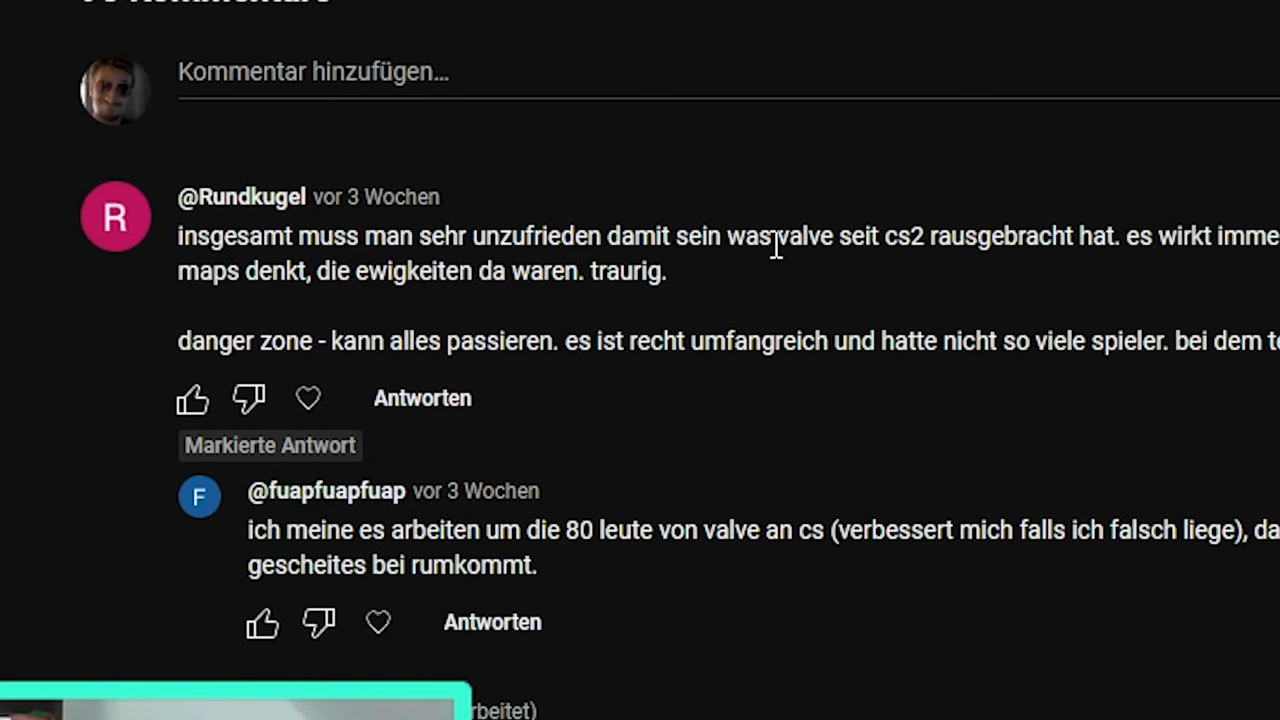 Kommentar hinzufügen...
R
@Rundkugel vor 3 Wochen
insgesamt muss man sehr unzufrieden damit sein was valve seit cs2 rausgebracht hat. es wirkt imme
maps denkt, die ewigkeiten da waren. traurig.
danger zone - kann alles passieren. es ist recht umfangreich und hatte nicht so viele spieler. bei dem te
Antworten
Markierte Antwort
F
@fuapfuapfuap vor 3 Wochen
ich meine es arbeiten um die 80 leute von valve an cs (verbessert mich falls ich falsch liege), da
gescheites bei rumkommt.
Antworten
rbeitet)